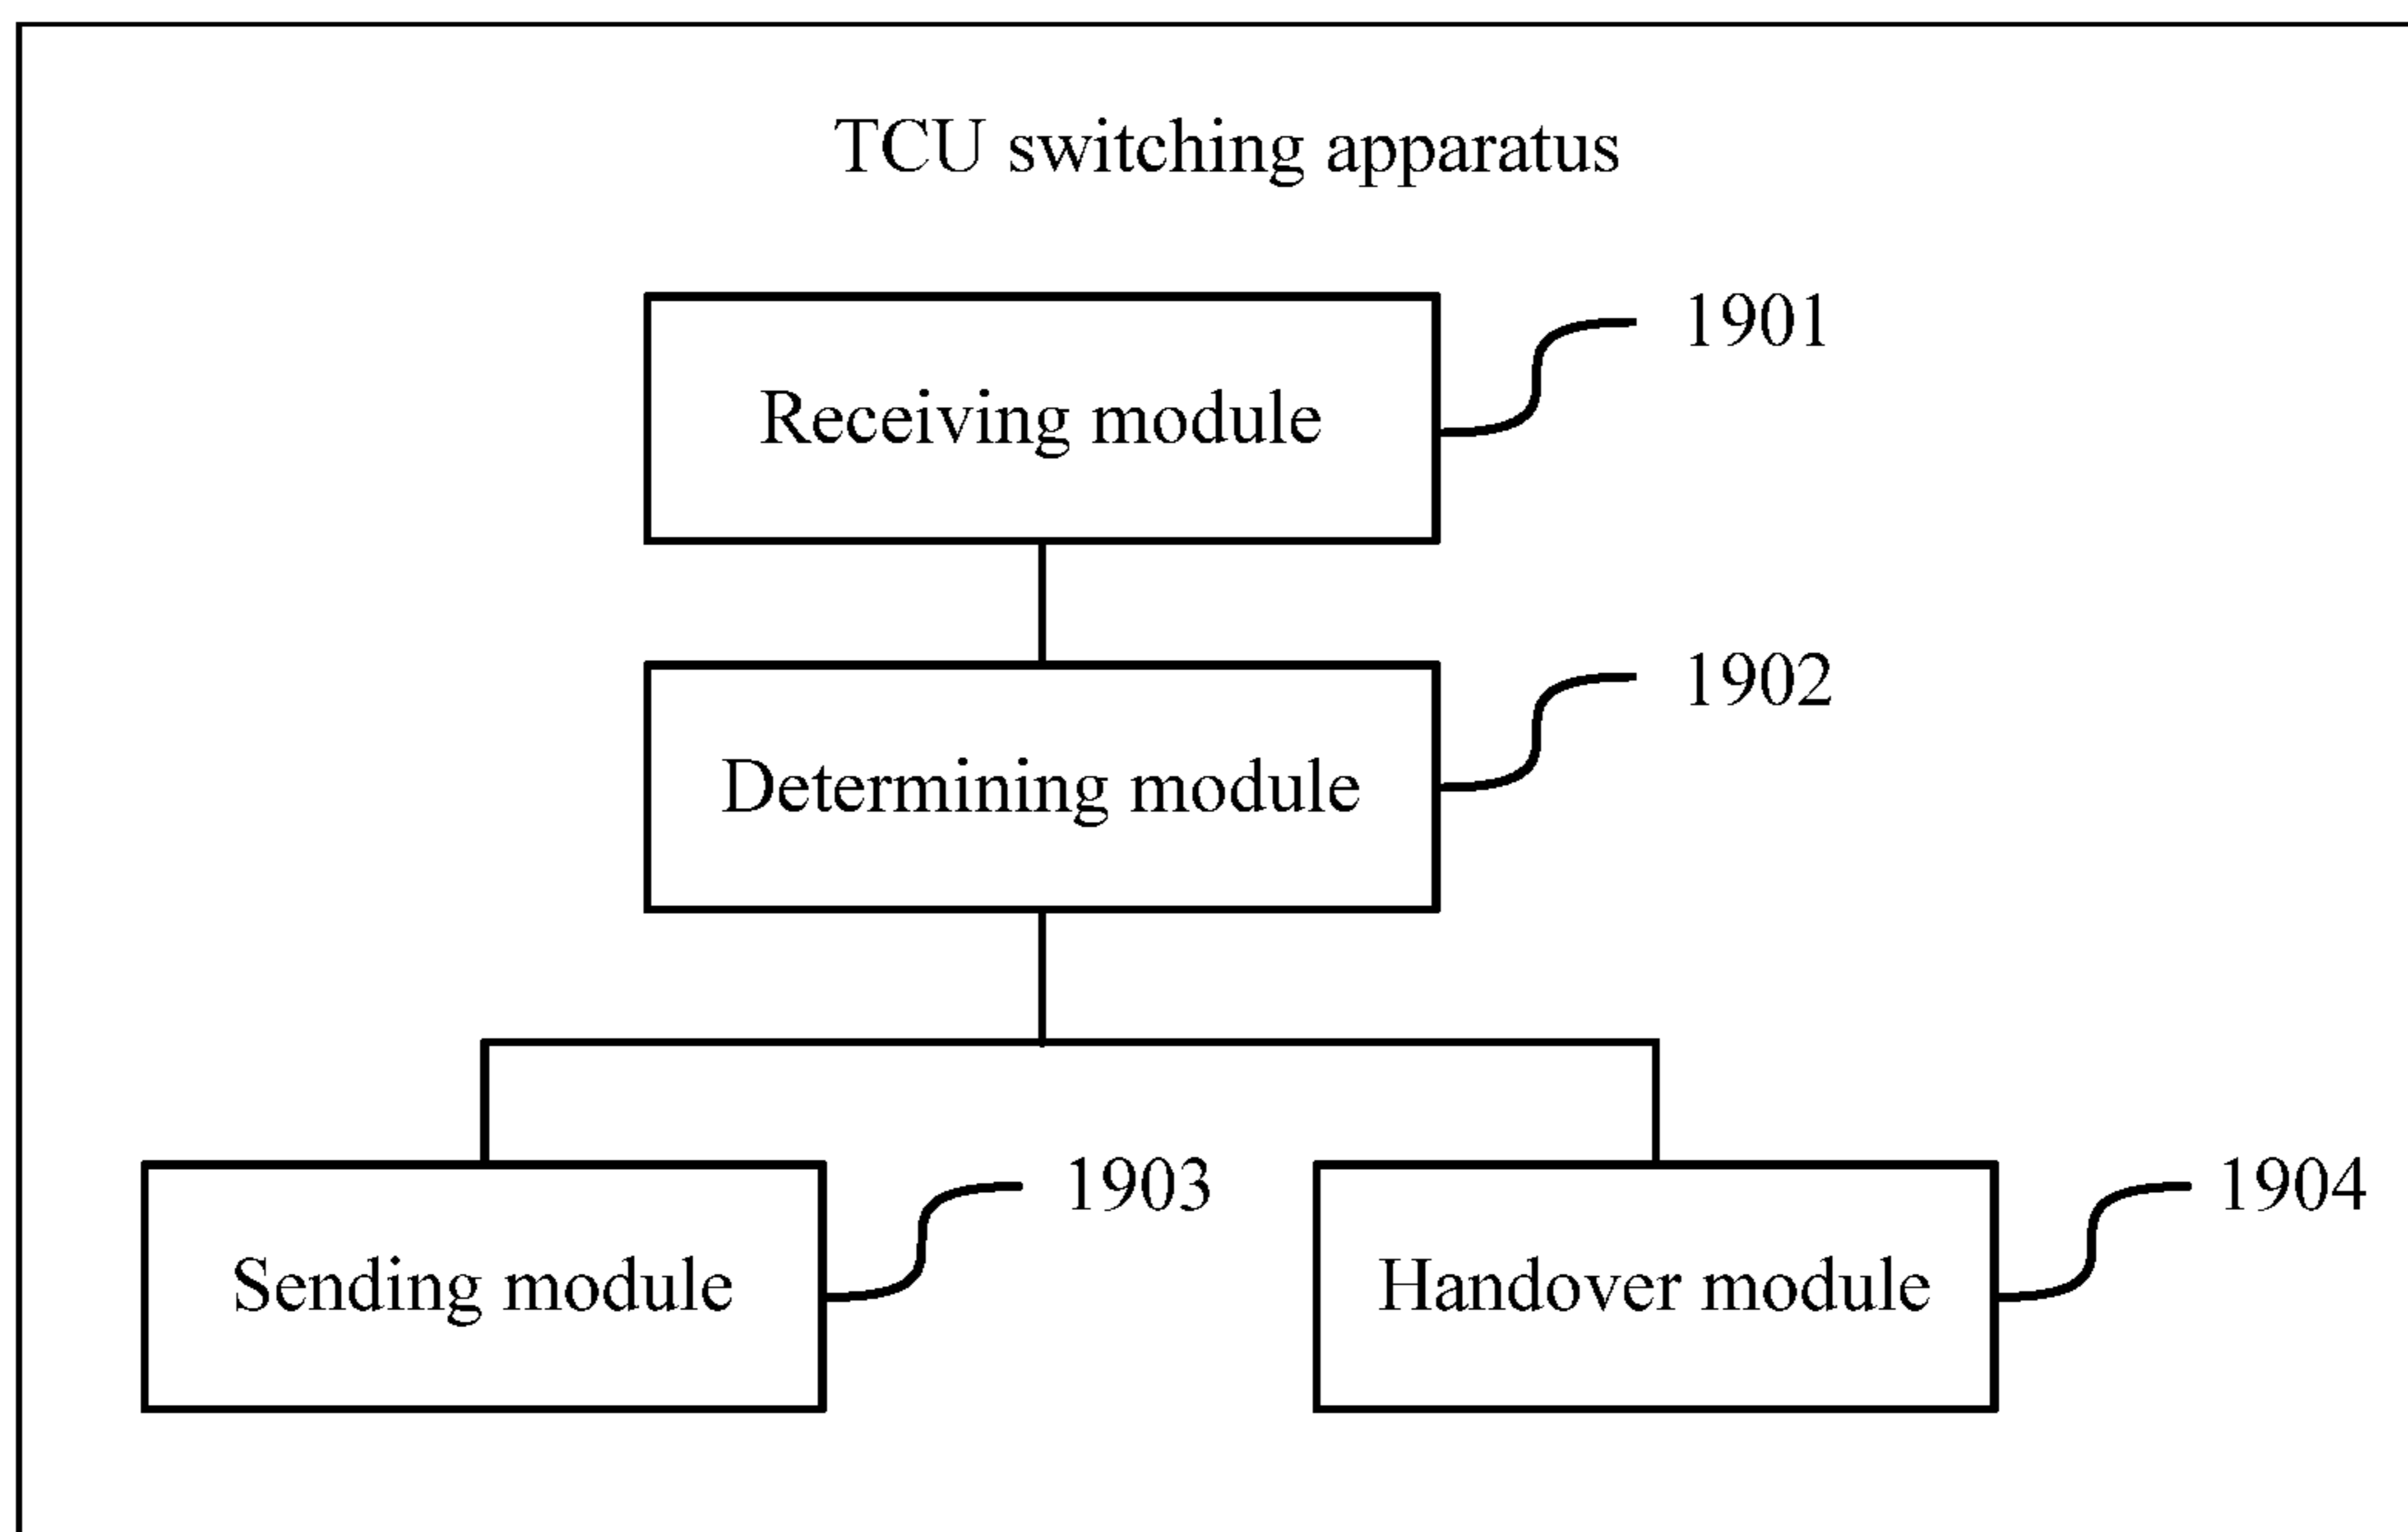 TCU switching apparatus
Receiving module
1901
Determining module
1902
Sending module
1903
Handover module
1904